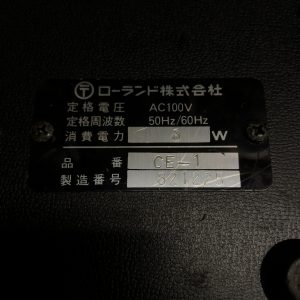 〒 ローランド株式会社
定格電圧 AC100V
定格周波数 50Hz/60Hz
消費電力 8 W
品番 CE-1
製造番号